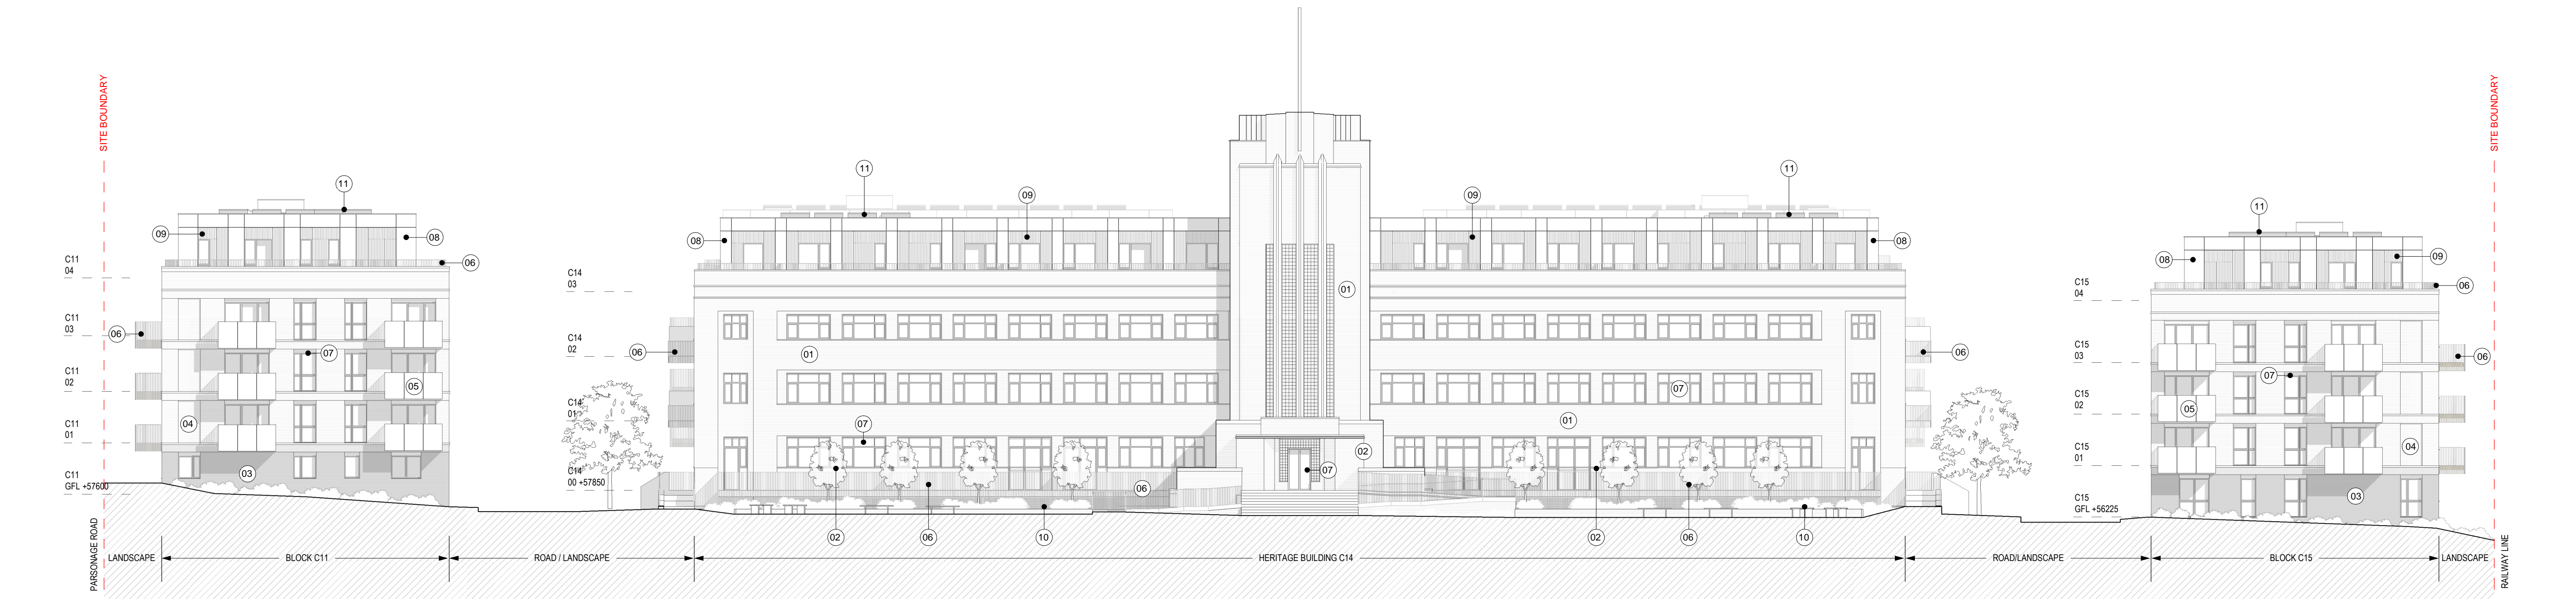 SITE BOUNDARY
SITE BOUNDARY
11
11
11
11
09
09
09
09
08
08
08
08
06
06
C11
04
C14
03
C15
04
01
C11
03
06
C14
02
06
01
06
C15
03
06
07
C11
02
05
07
07
C15
02
05
C11
01
04
C14
01
07
01
02
C15
01
04
C11
GFL +57600
03
C14
00 +57850
07
06
C15
GFL +56225
03
02
06
10
02
06
10
PARSONAGE ROAD
LANDSCAPE
BLOCK C11
ROAD / LANDSCAPE
HERITAGE BUILDING C14
ROAD/LANDSCAPE
BLOCK C15
LANDSCAPE
RAILWAY LINE